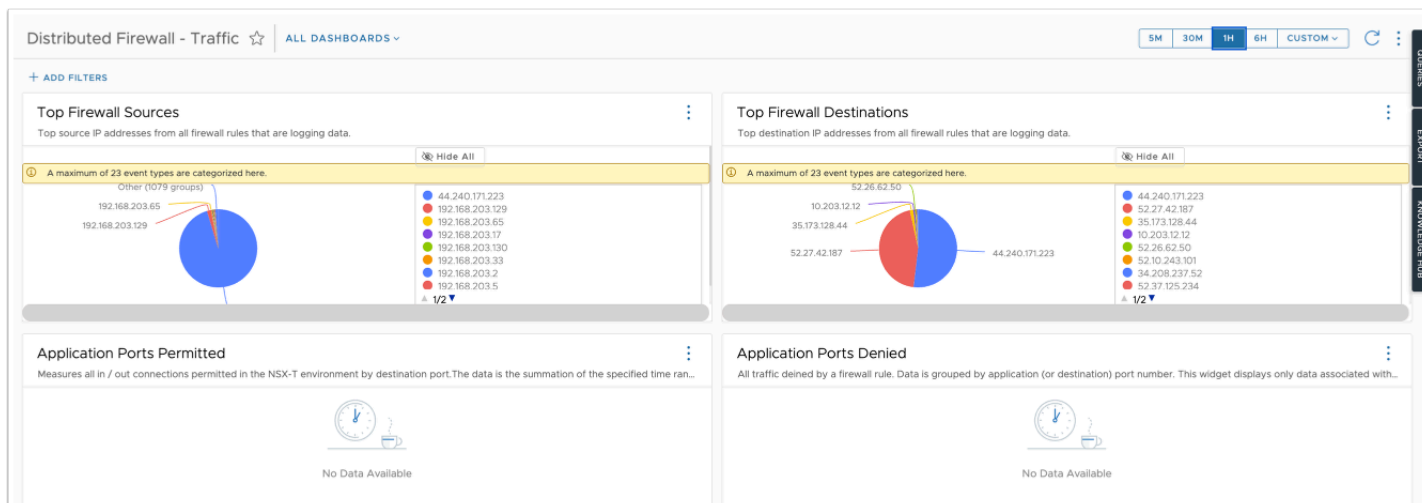 Distributed Firewall - Traffic
ALL DASHBOARDS
5M 30M 1H 6H CUSTOM
+ ADD FILTERS
QUERIES
EXPORT
KNOWLEDGE HUB
Top Firewall Sources
Top source IP addresses from all firewall rules that are logging data.
Hide All
A maximum of 23 event types are categorized here.
Other (1079 groups)
192.168.203.65
192.168.203.129
44.240.171.223
192.168.203.129
192.168.203.65
192.168.203.17
192.168.203.130
192.168.203.33
192.168.203.2
192.168.203.5
1/2
Top Firewall Destinations
Top destination IP addresses from all firewall rules that are logging data.
Hide All
A maximum of 23 event types are categorized here.
52.26.62.50
10.203.12.12
35.173.128.44
52.27.42.187
44.240.171.223
44.240.171.223
52.27.42.187
35.173.128.44
10.203.12.12
52.26.62.50
52.10.243.101
34.208.237.52
52.37.125.234
1/2
Application Ports Permitted
Measures all in / out connections permitted in the NSX-T environment by destination port.The data is the summation of the specified time ran...
No Data Available
Application Ports Denied
All traffic deined by a firewall rule. Data is grouped by application (or destination) port number. This widget displays only data associated with...
No Data Available